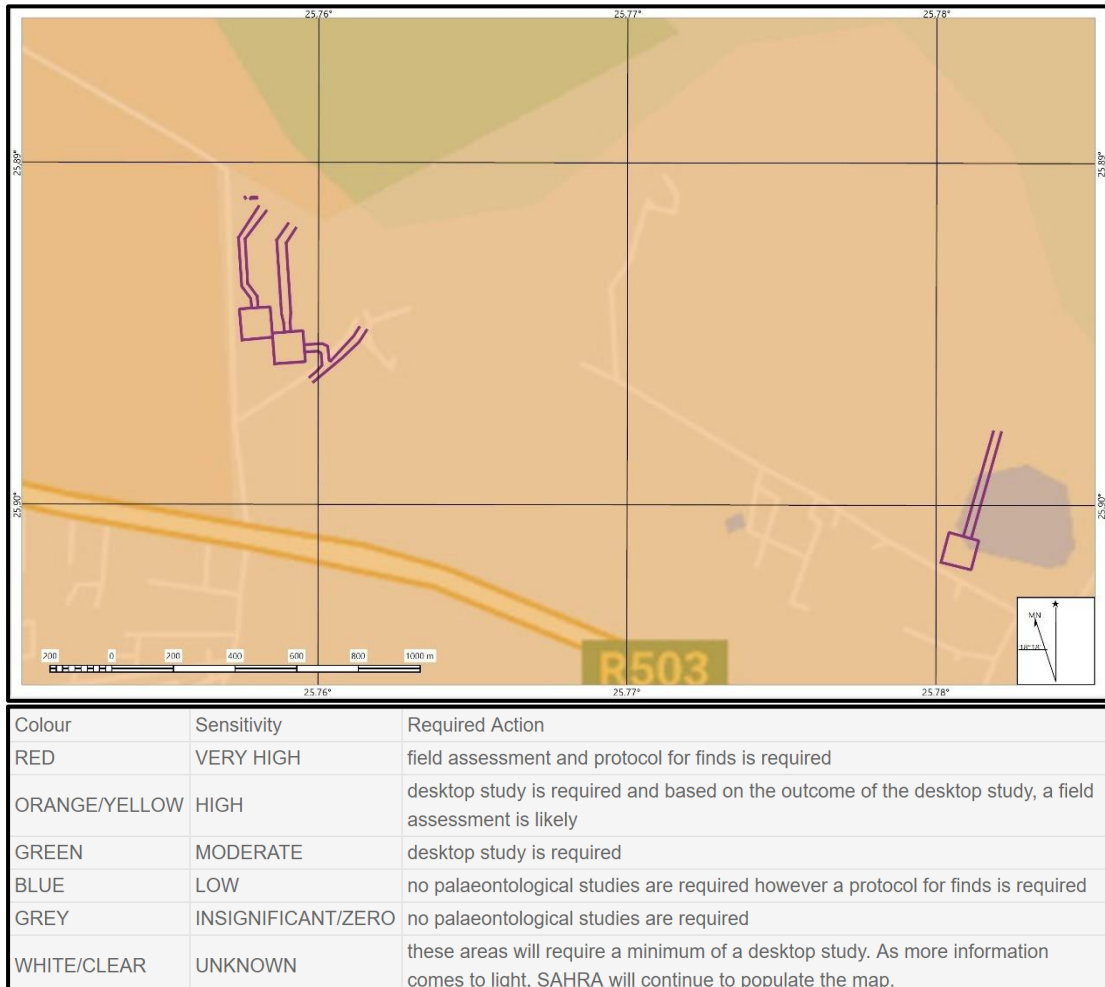 25.76° 25.77° 25.78°
25.89° 25.89°
25.90° 25.90°
MN
18°18'
200 0 200 400 600 800 1000 m
R503
25.76° 25.77° 25.78°
Colour Sensitivity Required Action
RED VERY HIGH field assessment and protocol for finds is required
ORANGE/YELLOW HIGH desktop study is required and based on the outcome of the desktop study, a field
assessment is likely
GREEN MODERATE desktop study is required
BLUE LOW no palaeontological studies are required however a protocol for finds is required
GREY INSIGNIFICANT/ZERO no palaeontological studies are required
WHITE/CLEAR UNKNOWN these areas will require a minimum of a desktop study. As more information
comes to light, SAHRA will continue to populate the map.